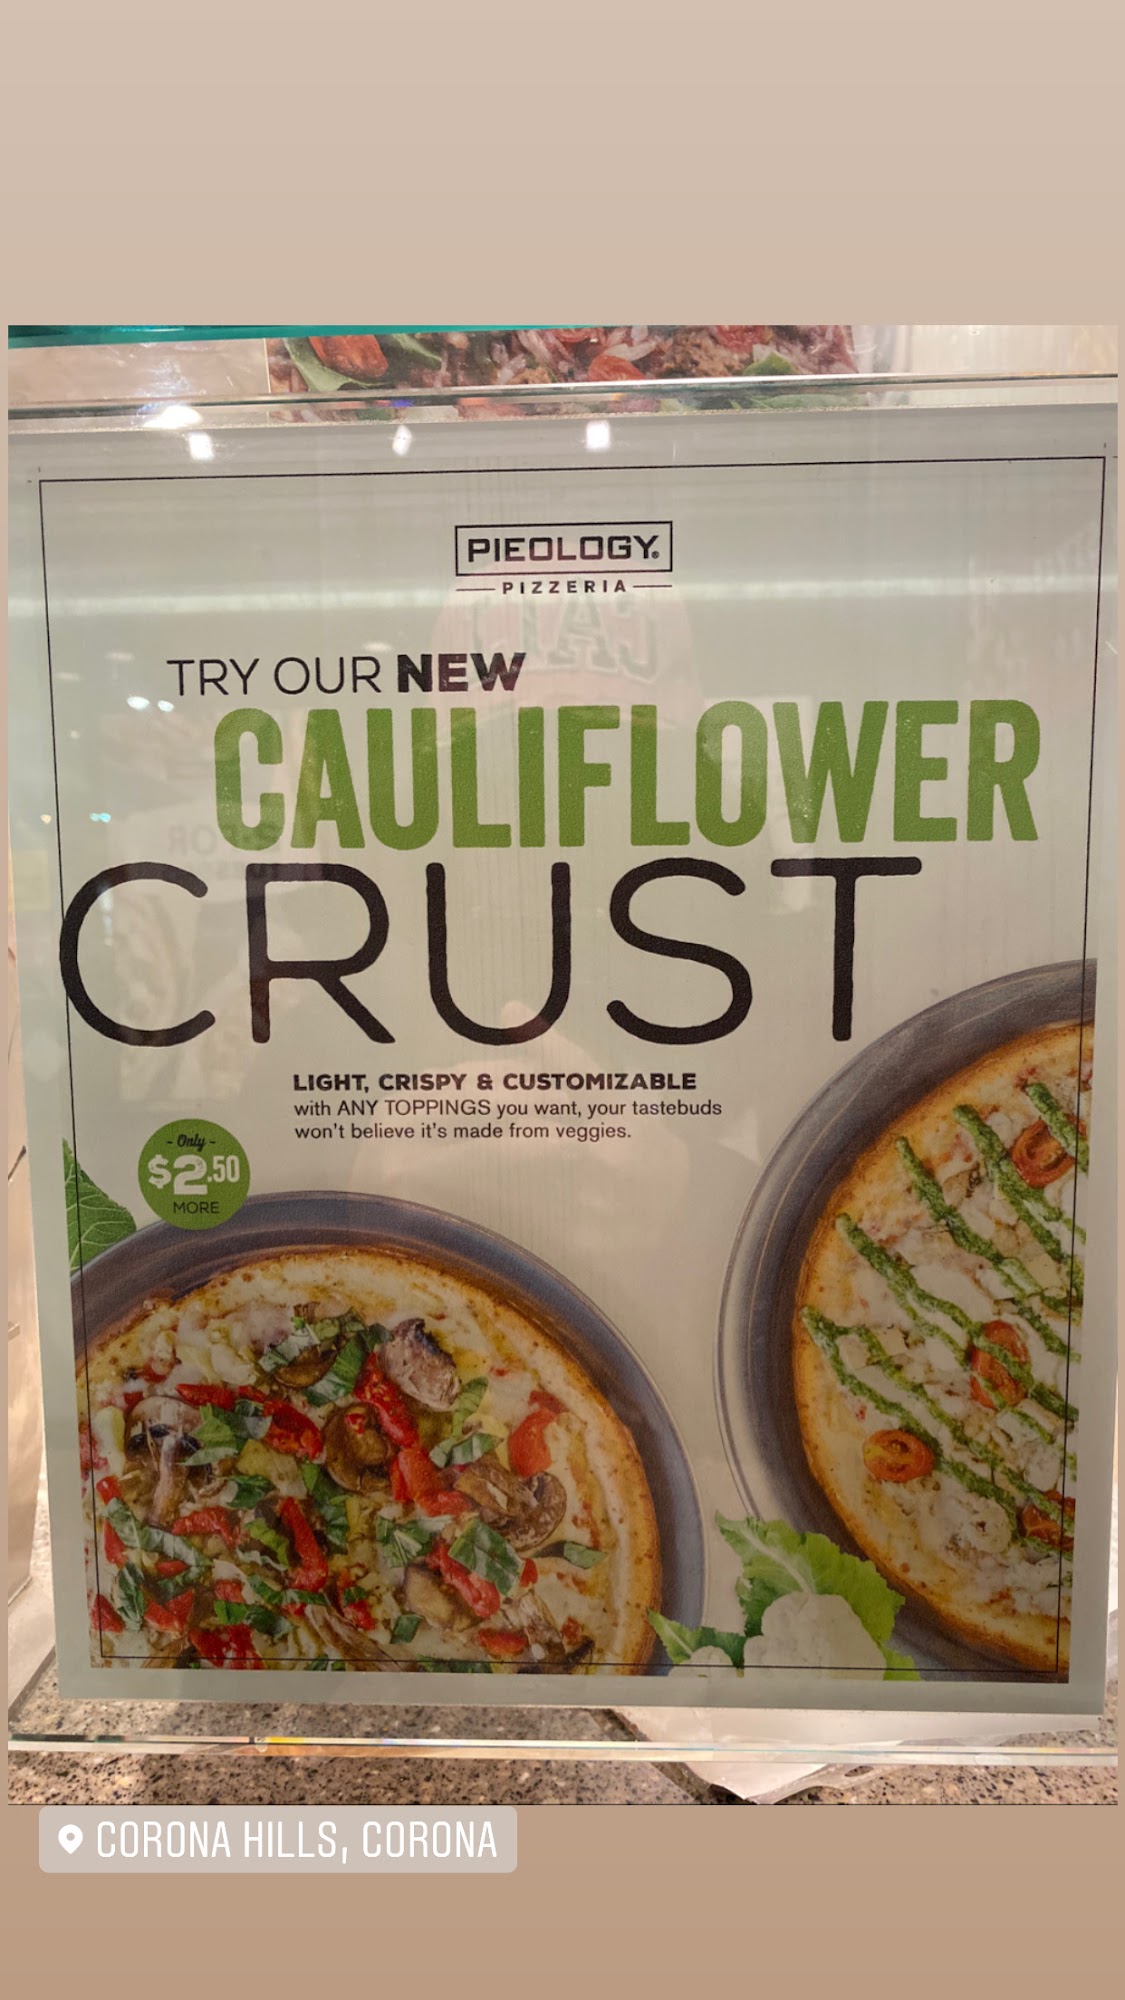 PIEOLOGY®
PIZZERIA
TRY OUR NEW
CAULIFLOWER
CRUST
LIGHT, CRISPY & CUSTOMIZABLE
with ANY TOPPINGS you want, your tastebuds
won't believe it's made from veggies.
- Only -
$2.50
MORE
CORONA HILLS, CORONA